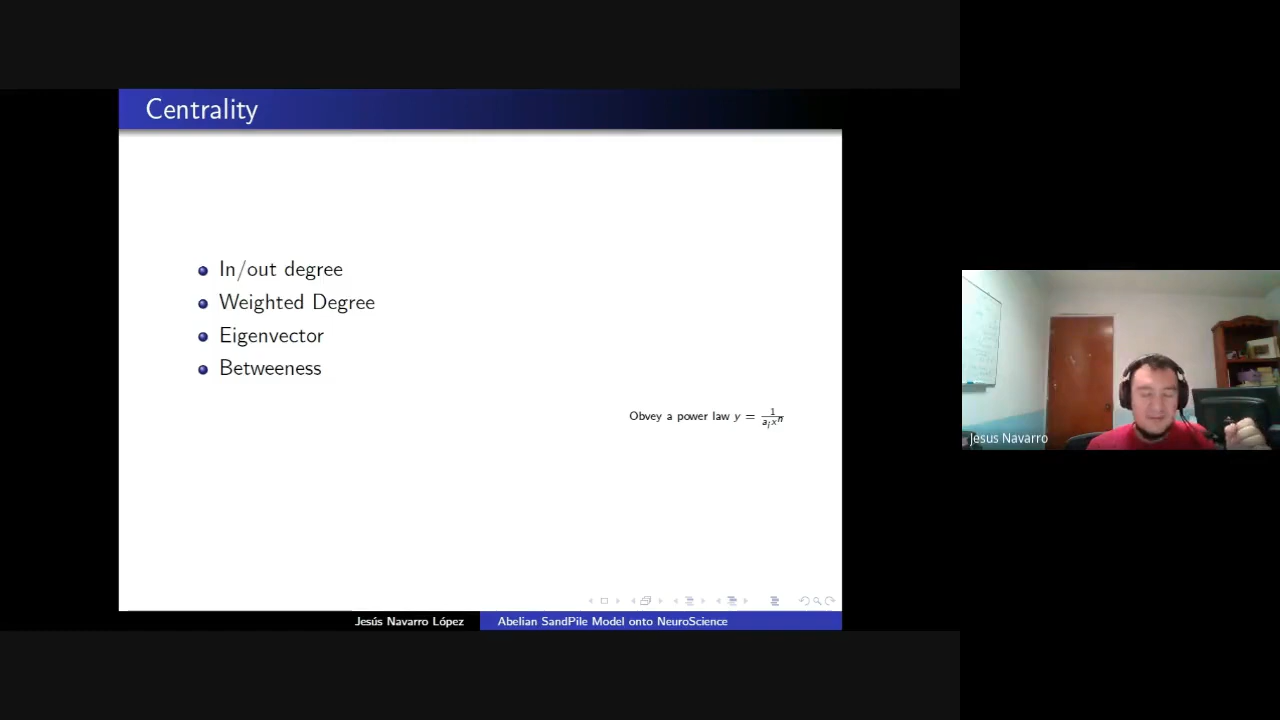 Centrality
In/out degree
Weighted Degree
Eigenvector
Betweeness
Obvey a power law y = 1/(a_i x^n)
Jesus Navarro
Jesús Navarro López
Abelian SandPile Model onto NeuroScience